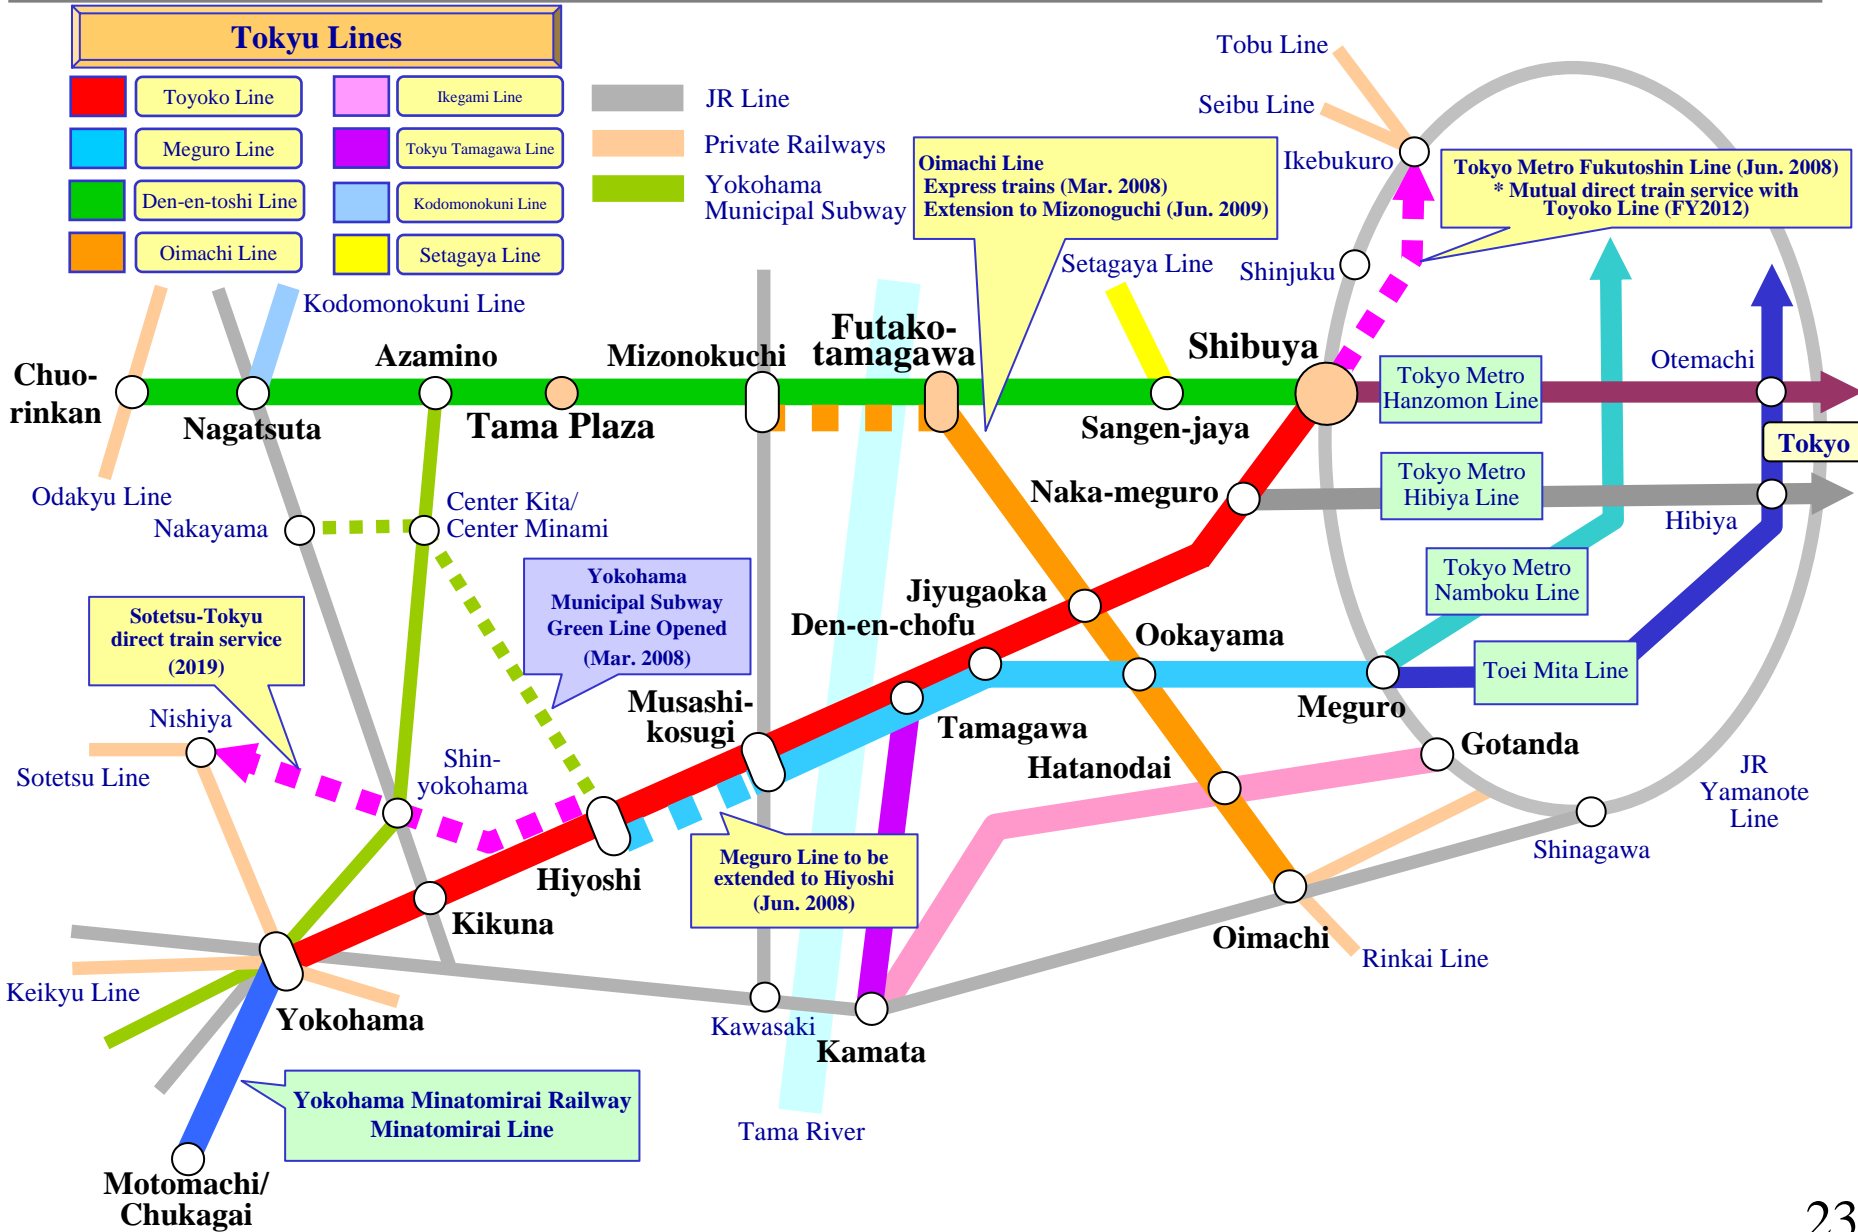 Tokyu Lines
Toyoko Line
Ikegami Line
Meguro Line
Tokyu Tamagawa Line
Den-en-toshi Line
Kodomonokuni Line
Oimachi Line
Setagaya Line
JR Line
Private Railways
Yokohama
Municipal Subway
Oimachi Line
Express trains (Mar. 2008)
Extension to Mizonoguchi (Jun. 2009)
Tobu Line
Seibu Line
Ikebukuro
Tokyo Metro Fukutoshin Line (Jun. 2008)
* Mutual direct train service with
Toyoko Line (FY2012)
Setagaya Line
Shinjuku
Kodomonokuni Line
Chuo-
rinkan
Nagatsuta
Azamino
Tama Plaza
Mizonokuchi
Futako-
tamagawa
Sangen-jaya
Shibuya
Tokyo Metro
Hanzomon Line
Otemachi
Tokyo
Odakyu Line
Nakayama
Center Kita/
Center Minami
Naka-meguro
Tokyo Metro
Hibiya Line
Hibiya
Yokohama
Municipal Subway
Green Line Opened
(Mar. 2008)
Jiyugaoka
Den-en-chofu
Ookayama
Tokyo Metro
Namboku Line
Sotetsu-Tokyu
direct train service
(2019)
Toei Mita Line
Meguro
Musashi-
kosugi
Tamagawa
Nishiya
Sotetsu Line
Shin-
yokohama
Hatanodai
Gotanda
JR
Yamanote
Line
Shinagawa
Hiyoshi
Meguro Line to be
extended to Hiyoshi
(Jun. 2008)
Kikuna
Oimachi
Rinkai Line
Keikyu Line
Yokohama
Kawasaki
Kamata
Yokohama Minatomirai Railway
Minatomirai Line
Tama River
Motomachi/
Chukagai
23